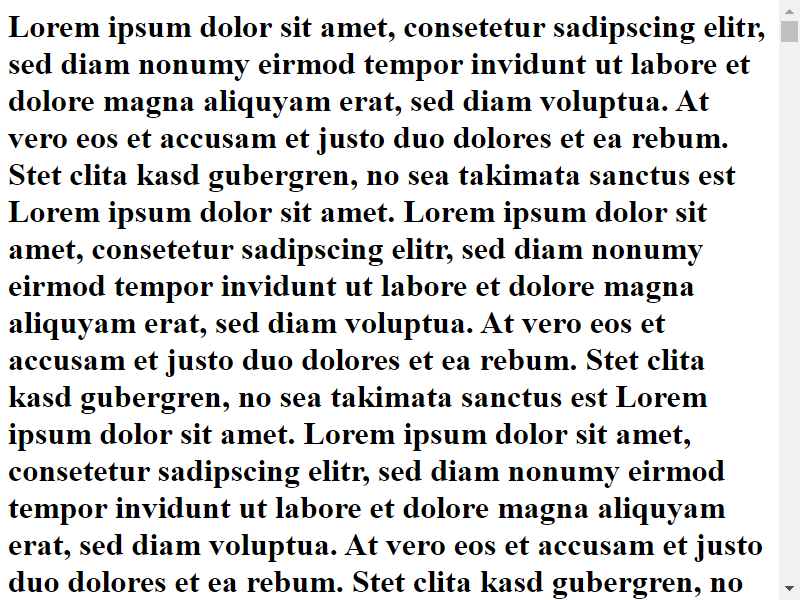 Lorem ipsum dolor sit amet, consetetur sadipscing elitr,
sed diam nonumy eirmod tempor invidunt ut labore et
dolore magna aliquyam erat, sed diam voluptua. At
vero eos et accusam et justo duo dolores et ea rebum.
Stet clita kasd gubergren, no sea takimata sanctus est
Lorem ipsum dolor sit amet. Lorem ipsum dolor sit
amet, consetetur sadipscing elitr, sed diam nonumy
eirmod tempor invidunt ut labore et dolore magna
aliquyam erat, sed diam voluptua. At vero eos et
accusam et justo duo dolores et ea rebum. Stet clita
kasd gubergren, no sea takimata sanctus est Lorem
ipsum dolor sit amet. Lorem ipsum dolor sit amet,
consetetur sadipscing elitr, sed diam nonumy eirmod
tempor invidunt ut labore et dolore magna aliquyam
erat, sed diam voluptua. At vero eos et accusam et justo
duo dolores et ea rebum. Stet clita kasd gubergren, no